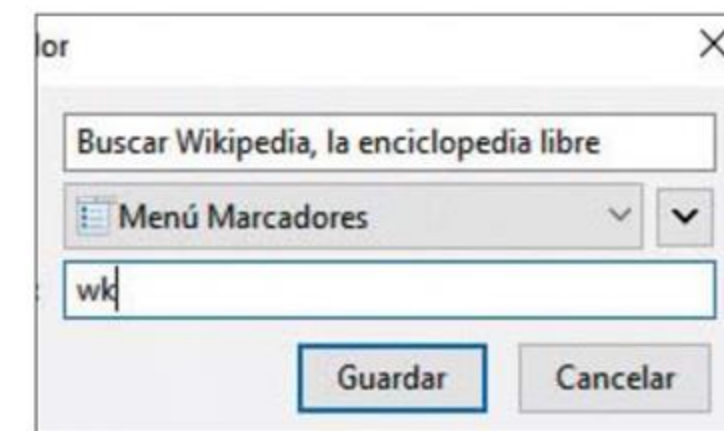 lor
Buscar Wikipedia, la enciclopedia libre
Menú Marcadores
: wk
Guardar Cancelar